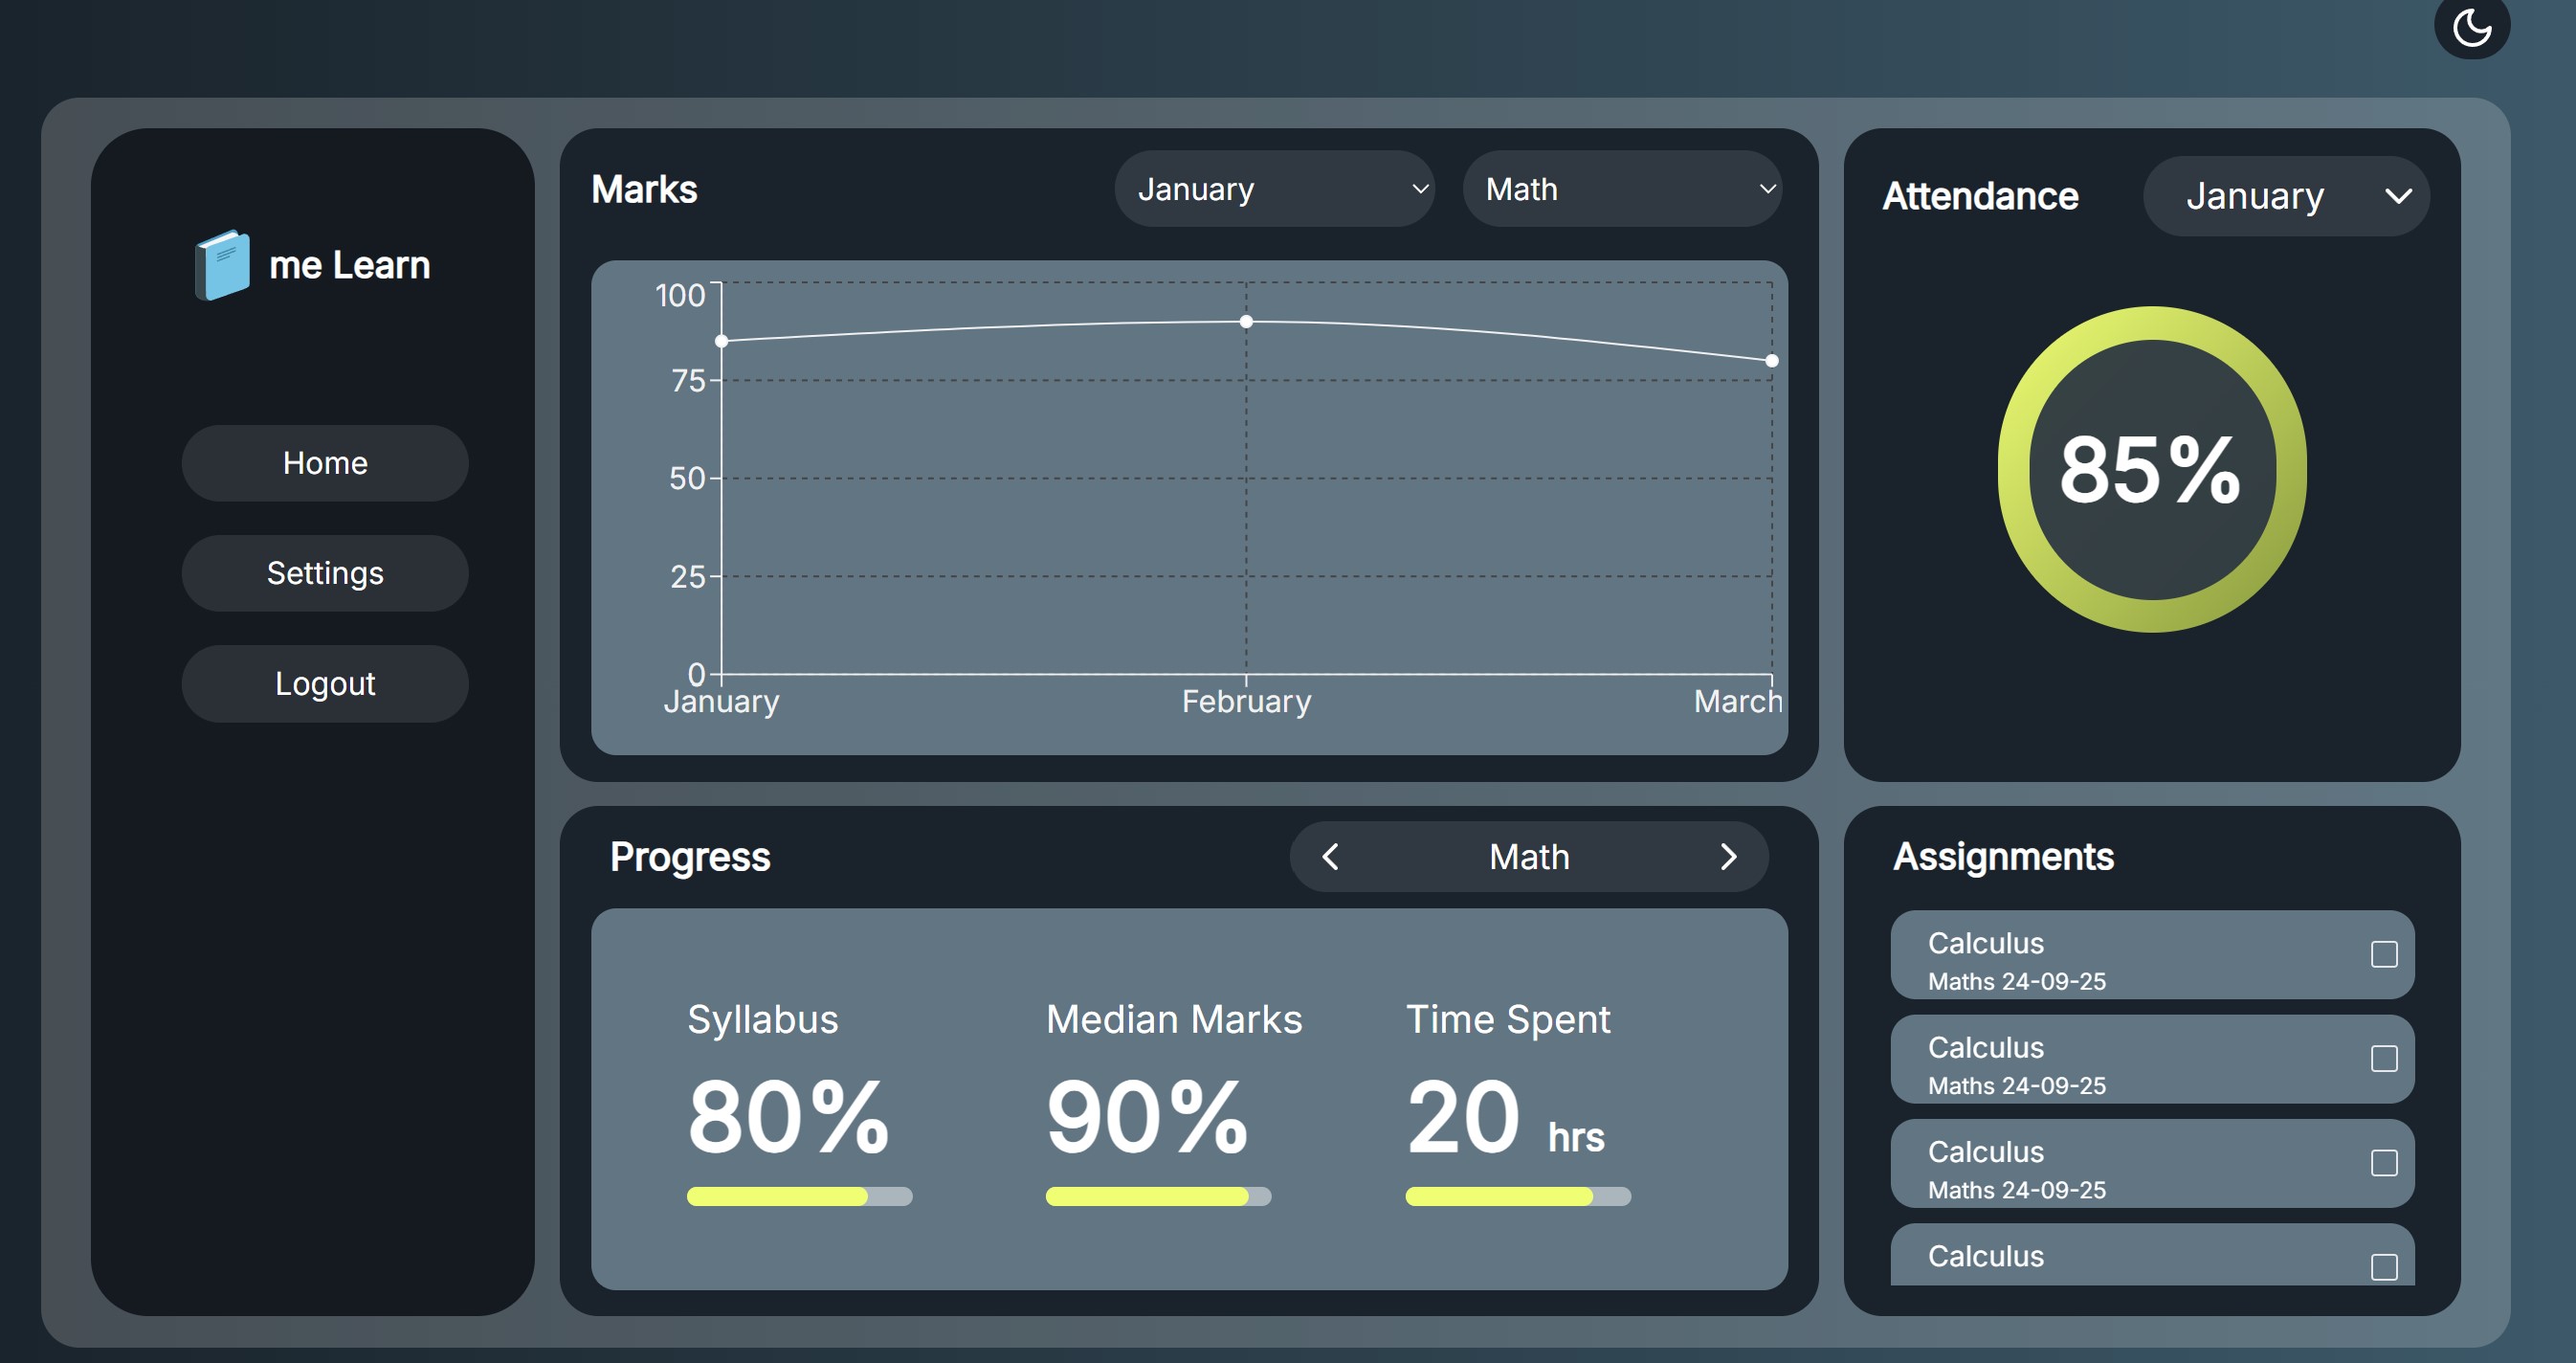 me Learn
Home
Settings
Logout
Marks
January
Math
100
75
50
25
0
January
February
March
Attendance
January
85%
Progress
Math
Syllabus
80%
Median Marks
90%
Time Spent
20 hrs
Assignments
Calculus
Maths 24-09-25
Calculus
Maths 24-09-25
Calculus
Maths 24-09-25
Calculus